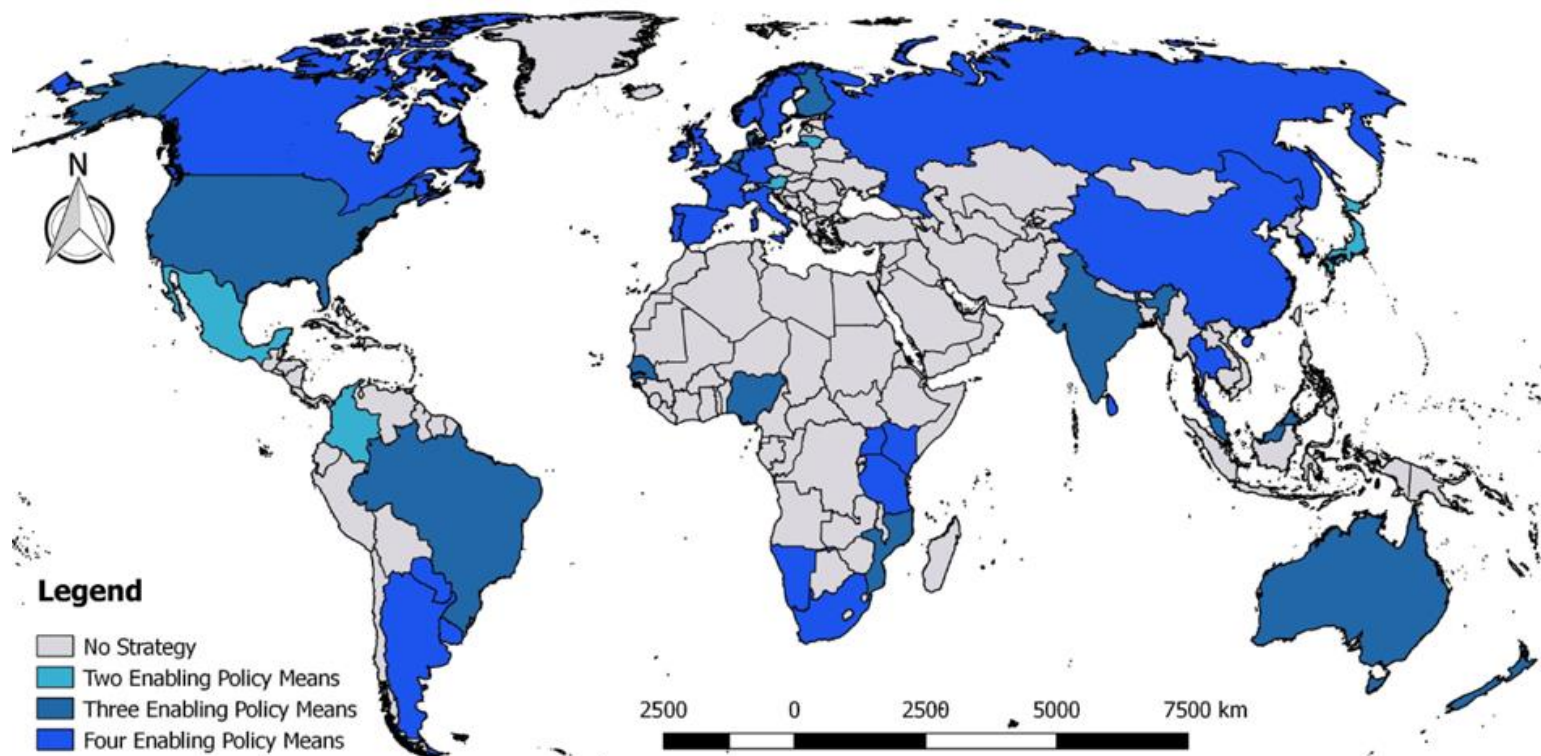 N
Legend
No Strategy
Two Enabling Policy Means
Three Enabling Policy Means
Four Enabling Policy Means
2500 0 2500 5000 7500 km